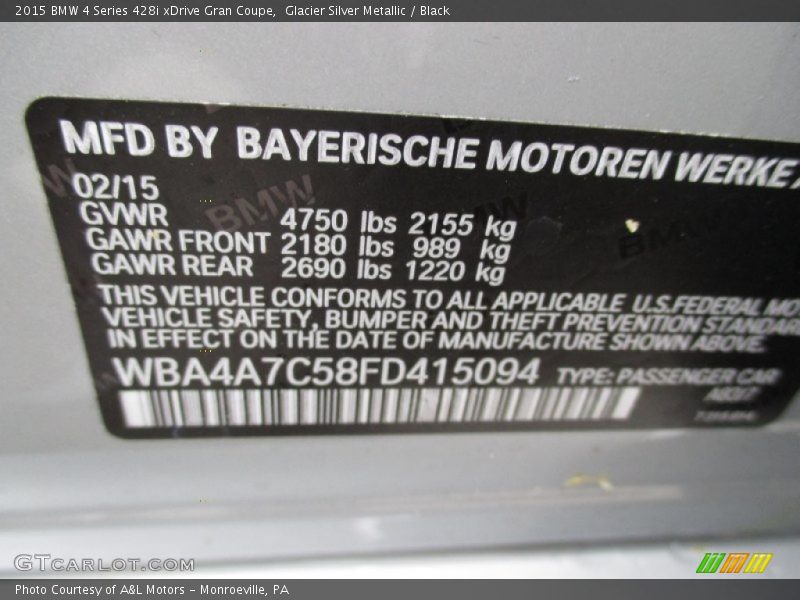 2015 BMW 4 Series 428i xDrive Gran Coupe,  Glacier Silver Metallic / Black
MFD BY BAYERISCHE MOTOREN WERKE
02/15
GVWR 4750 lbs 2155 kg
GAWR FRONT 2180 lbs 989 kg
GAWR REAR 2690 lbs 1220 kg
THIS VEHICLE CONFORMS TO ALL APPLICABLE U.S.FEDERAL MO
VEHICLE SAFETY, BUMPER AND THEFT PREVENTION STANDAR
IN EFFECT ON THE DATE OF MANUFACTURE SHOWN ABOVE.
WBA4A7C58FD415094 TYPE: PASSENGER CAR
GTCARLOT.COM
Photo Courtesy of A&L Motors – Monroeville, PA